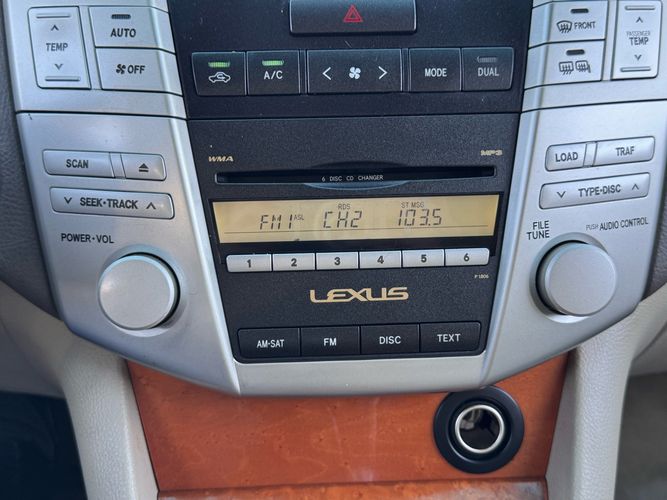 TEMP
AUTO
OFF
A/C
MODE
DUAL
FRONT
PASSENGER
TEMP
WMA
MP3
6 DISC CD CHANGER
SCAN
LOAD
TRAF
SEEK•TRACK
TYPE•DISC
RDS
ST MSG
FM1 ASL CH2 103.5
1 2 3 4 5 6
POWER•VOL
FILE
TUNE
PUSH AUDIO CONTROL
P1806
LEXUS
AM•SAT
FM
DISC
TEXT